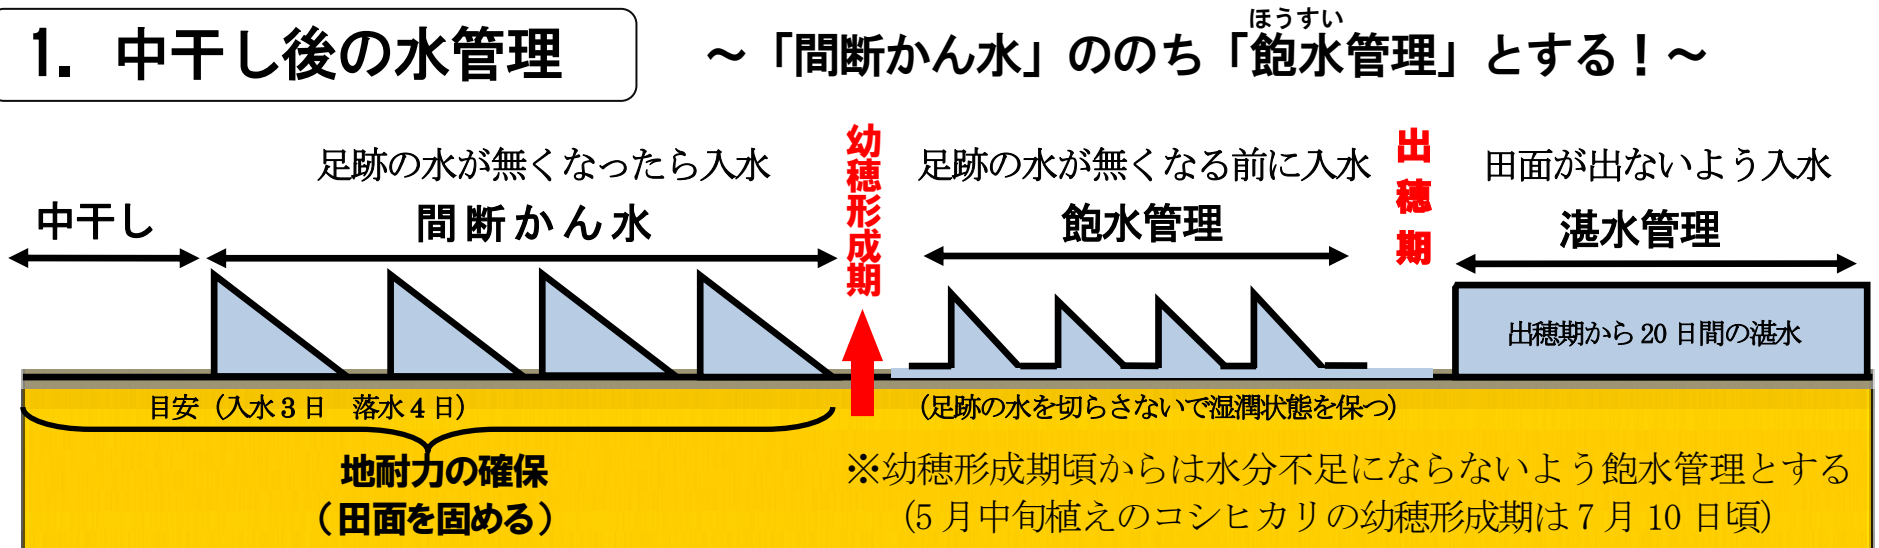 1. 中干し後の水管理
～「間断かん水」ののち「飽水管理」とする！～
ほうすい
足跡の水が無くなったら入水
幼穂形成期
足跡の水が無くなる前に入水
出穂期
田面が出ないよう入水
中干し
間断かん水
飽水管理
湛水管理
出穂期から20日間の湛水
目安（入水3日　落水4日）
(足跡の水を切らさないで湿潤状態を保つ)
地耐力の確保
（田面を固める）
※幼穂形成期頃からは水分不足にならないよう飽水管理とする
(5月中旬植えのコシヒカリの幼穂形成期は7月10日頃)